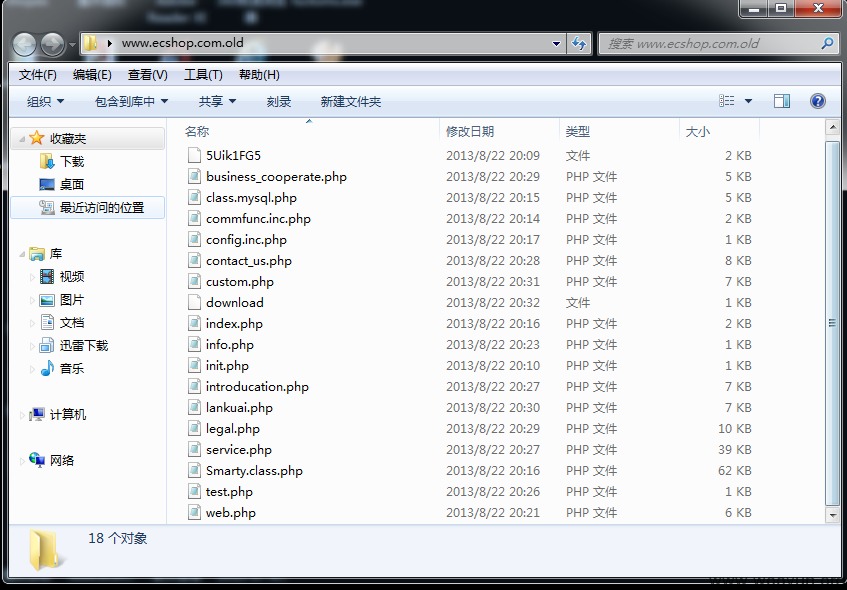 www.ecshop.com.old
搜索 www.ecshop.com.old
文件(F) 编辑(E) 查看(V) 工具(T) 帮助(H)
组织 包含到库中 共享 刻录 新建文件夹
收藏夹
下载
桌面
最近访问的位置
库
视频
图片
文档
迅雷下载
音乐
计算机
网络
名称 修改日期 类型 大小
5Uik1FG5 2013/8/22 20:09 文件 2 KB
business_cooperate.php 2013/8/22 20:29 PHP 文件 5 KB
class.mysql.php 2013/8/22 20:15 PHP 文件 5 KB
commfunc.inc.php 2013/8/22 20:14 PHP 文件 2 KB
config.inc.php 2013/8/22 20:17 PHP 文件 1 KB
contact_us.php 2013/8/22 20:28 PHP 文件 8 KB
custom.php 2013/8/22 20:31 PHP 文件 7 KB
download 2013/8/22 20:32 文件 1 KB
index.php 2013/8/22 20:16 PHP 文件 2 KB
info.php 2013/8/22 20:23 PHP 文件 1 KB
init.php 2013/8/22 20:10 PHP 文件 1 KB
introducation.php 2013/8/22 20:27 PHP 文件 7 KB
lankuai.php 2013/8/22 20:30 PHP 文件 7 KB
legal.php 2013/8/22 20:29 PHP 文件 10 KB
service.php 2013/8/22 20:27 PHP 文件 39 KB
Smarty.class.php 2013/8/22 20:16 PHP 文件 62 KB
test.php 2013/8/22 20:26 PHP 文件 1 KB
web.php 2013/8/22 20:21 PHP 文件 6 KB
18 个对象